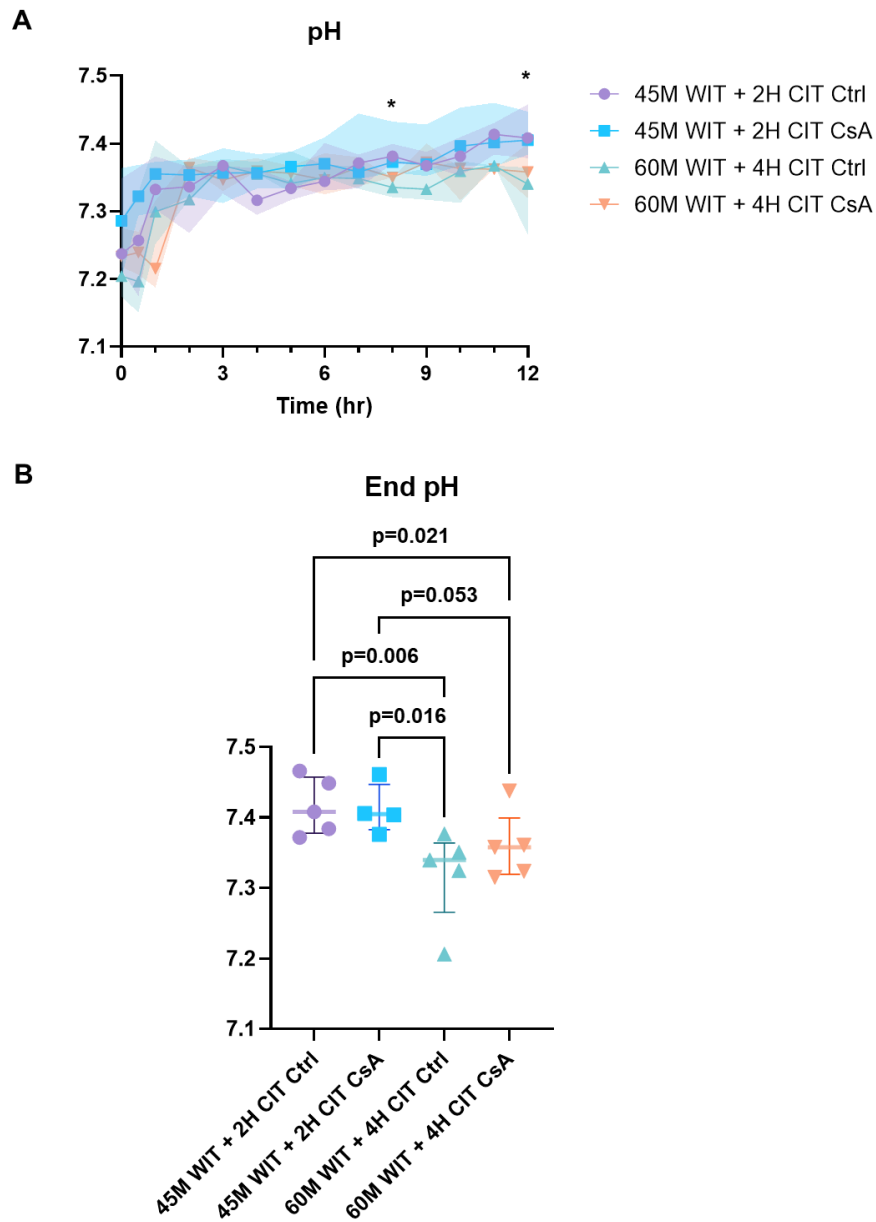 A
pH
7.5
7.4
7.3
7.2
7.1
0
3
6
9
12
Time (hr)
*
*
45M WIT + 2H CIT Ctrl
45M WIT + 2H CIT CsA
60M WIT + 4H CIT Ctrl
60M WIT + 4H CIT CsA
B
End pH
p=0.021
p=0.053
p=0.006
p=0.016
7.5
7.4
7.3
7.2
7.1
45M WIT + 2H CIT Ctrl
45M WIT + 2H CIT CsA
60M WIT + 4H CIT Ctrl
60M WIT + 4H CIT CsA